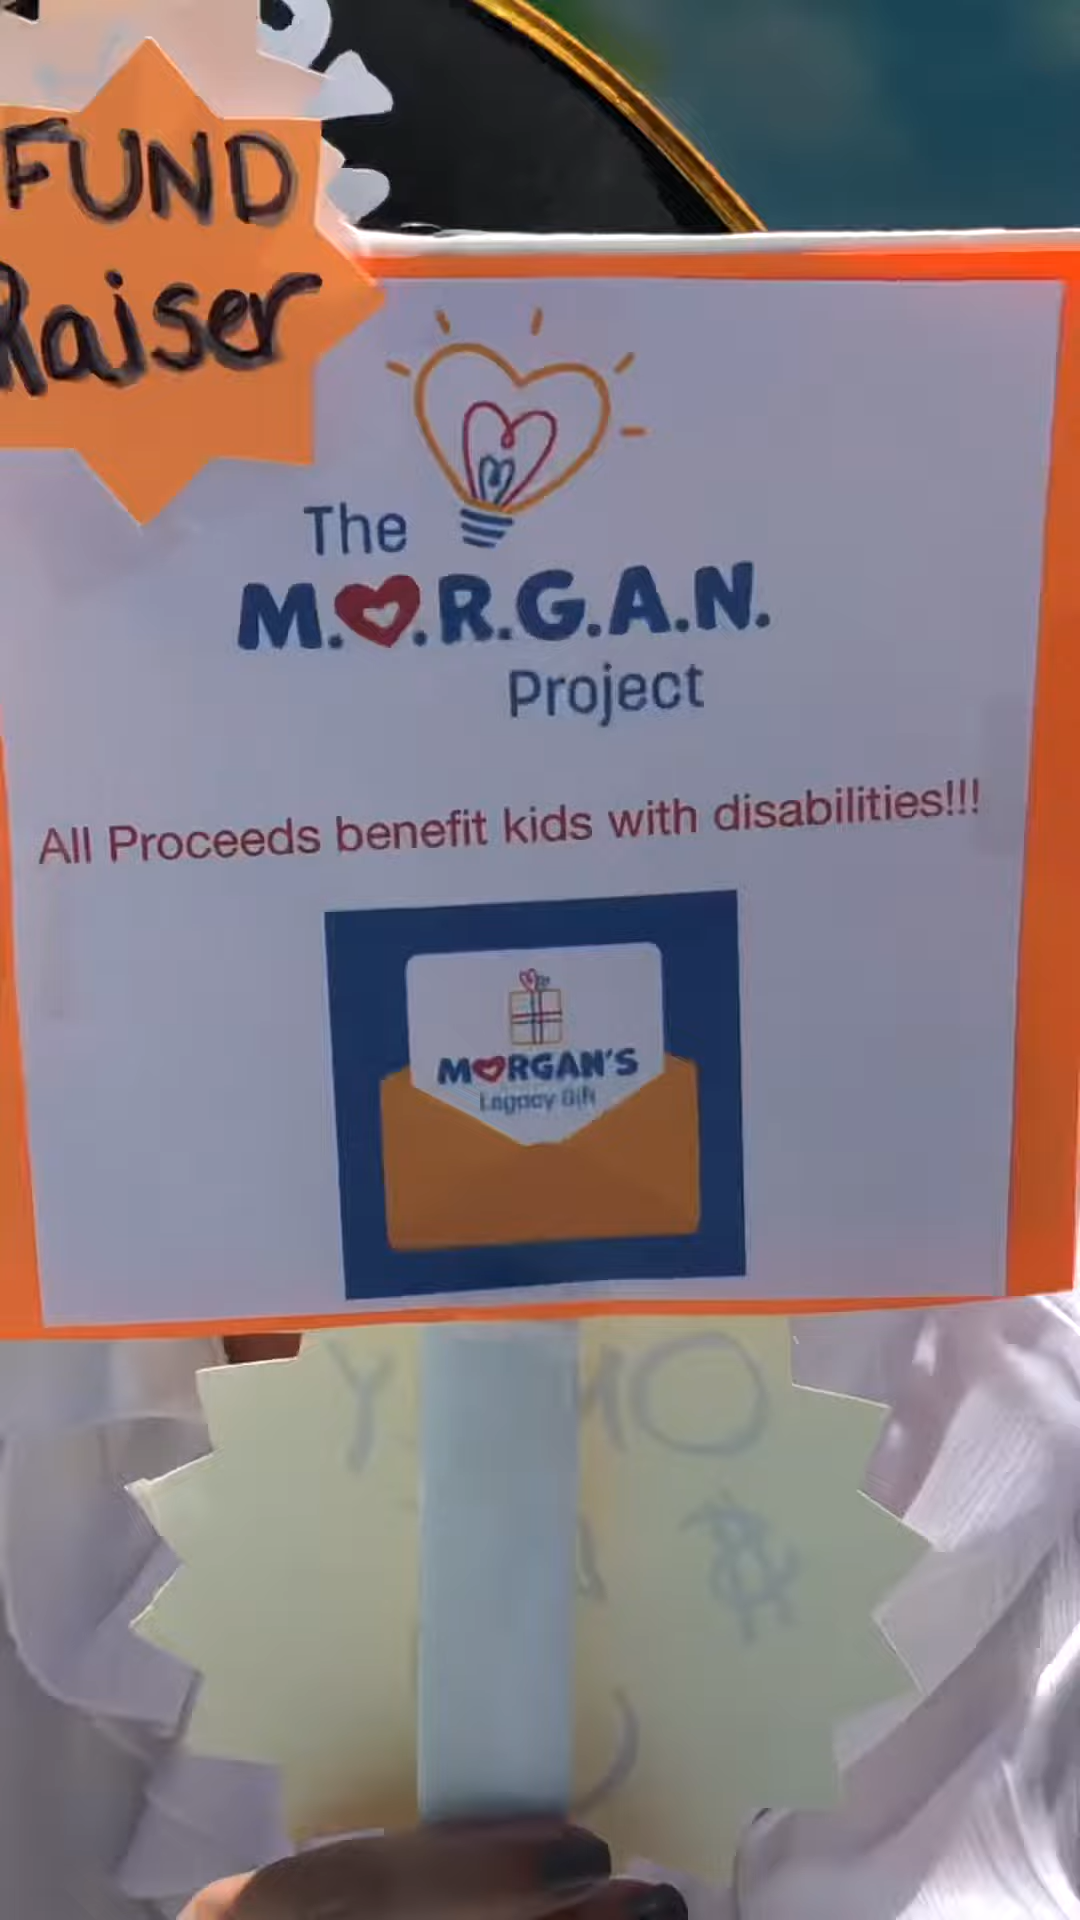 FUND
Raiser
The
M.O.R.G.A.N.
Project
All Proceeds benefit kids with disabilities!!!
MORGAN'S
Legacy Gift